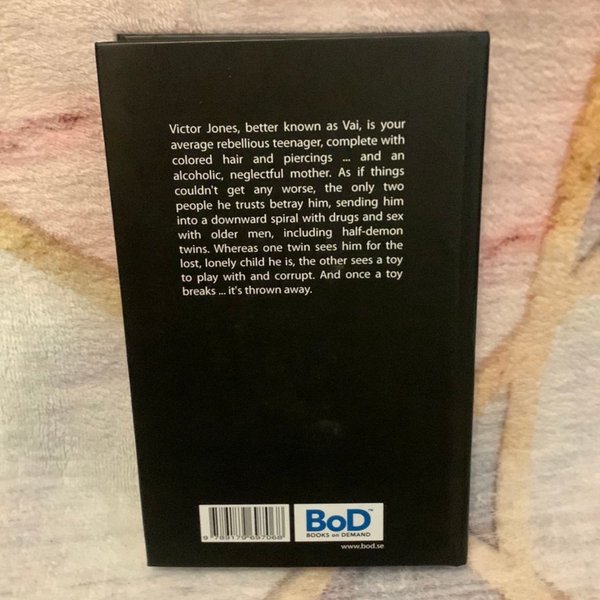 Victor Jones, better known as Vai, is your
average rebellious teenager, complete with
colored hair and piercings ... and an
alcoholic, neglectful mother. As if things
couldn't get any worse, the only two
people he trusts betray him, sending him
into a downward spiral with drugs and sex
with older men, including half-demon
twins. Whereas one twin sees him for the
lost, lonely child he is, the other sees a toy
to play with and corrupt. And once a toy
breaks ... it's thrown away.
BoD™
BOOKS on DEMAND
9 789179 697068
www.bod.se